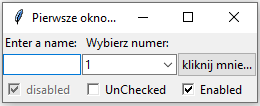 Pierwsze okno...
Enter a name: Wybierz numer:
1 kliknij mnie...
disabled UnChecked Enabled